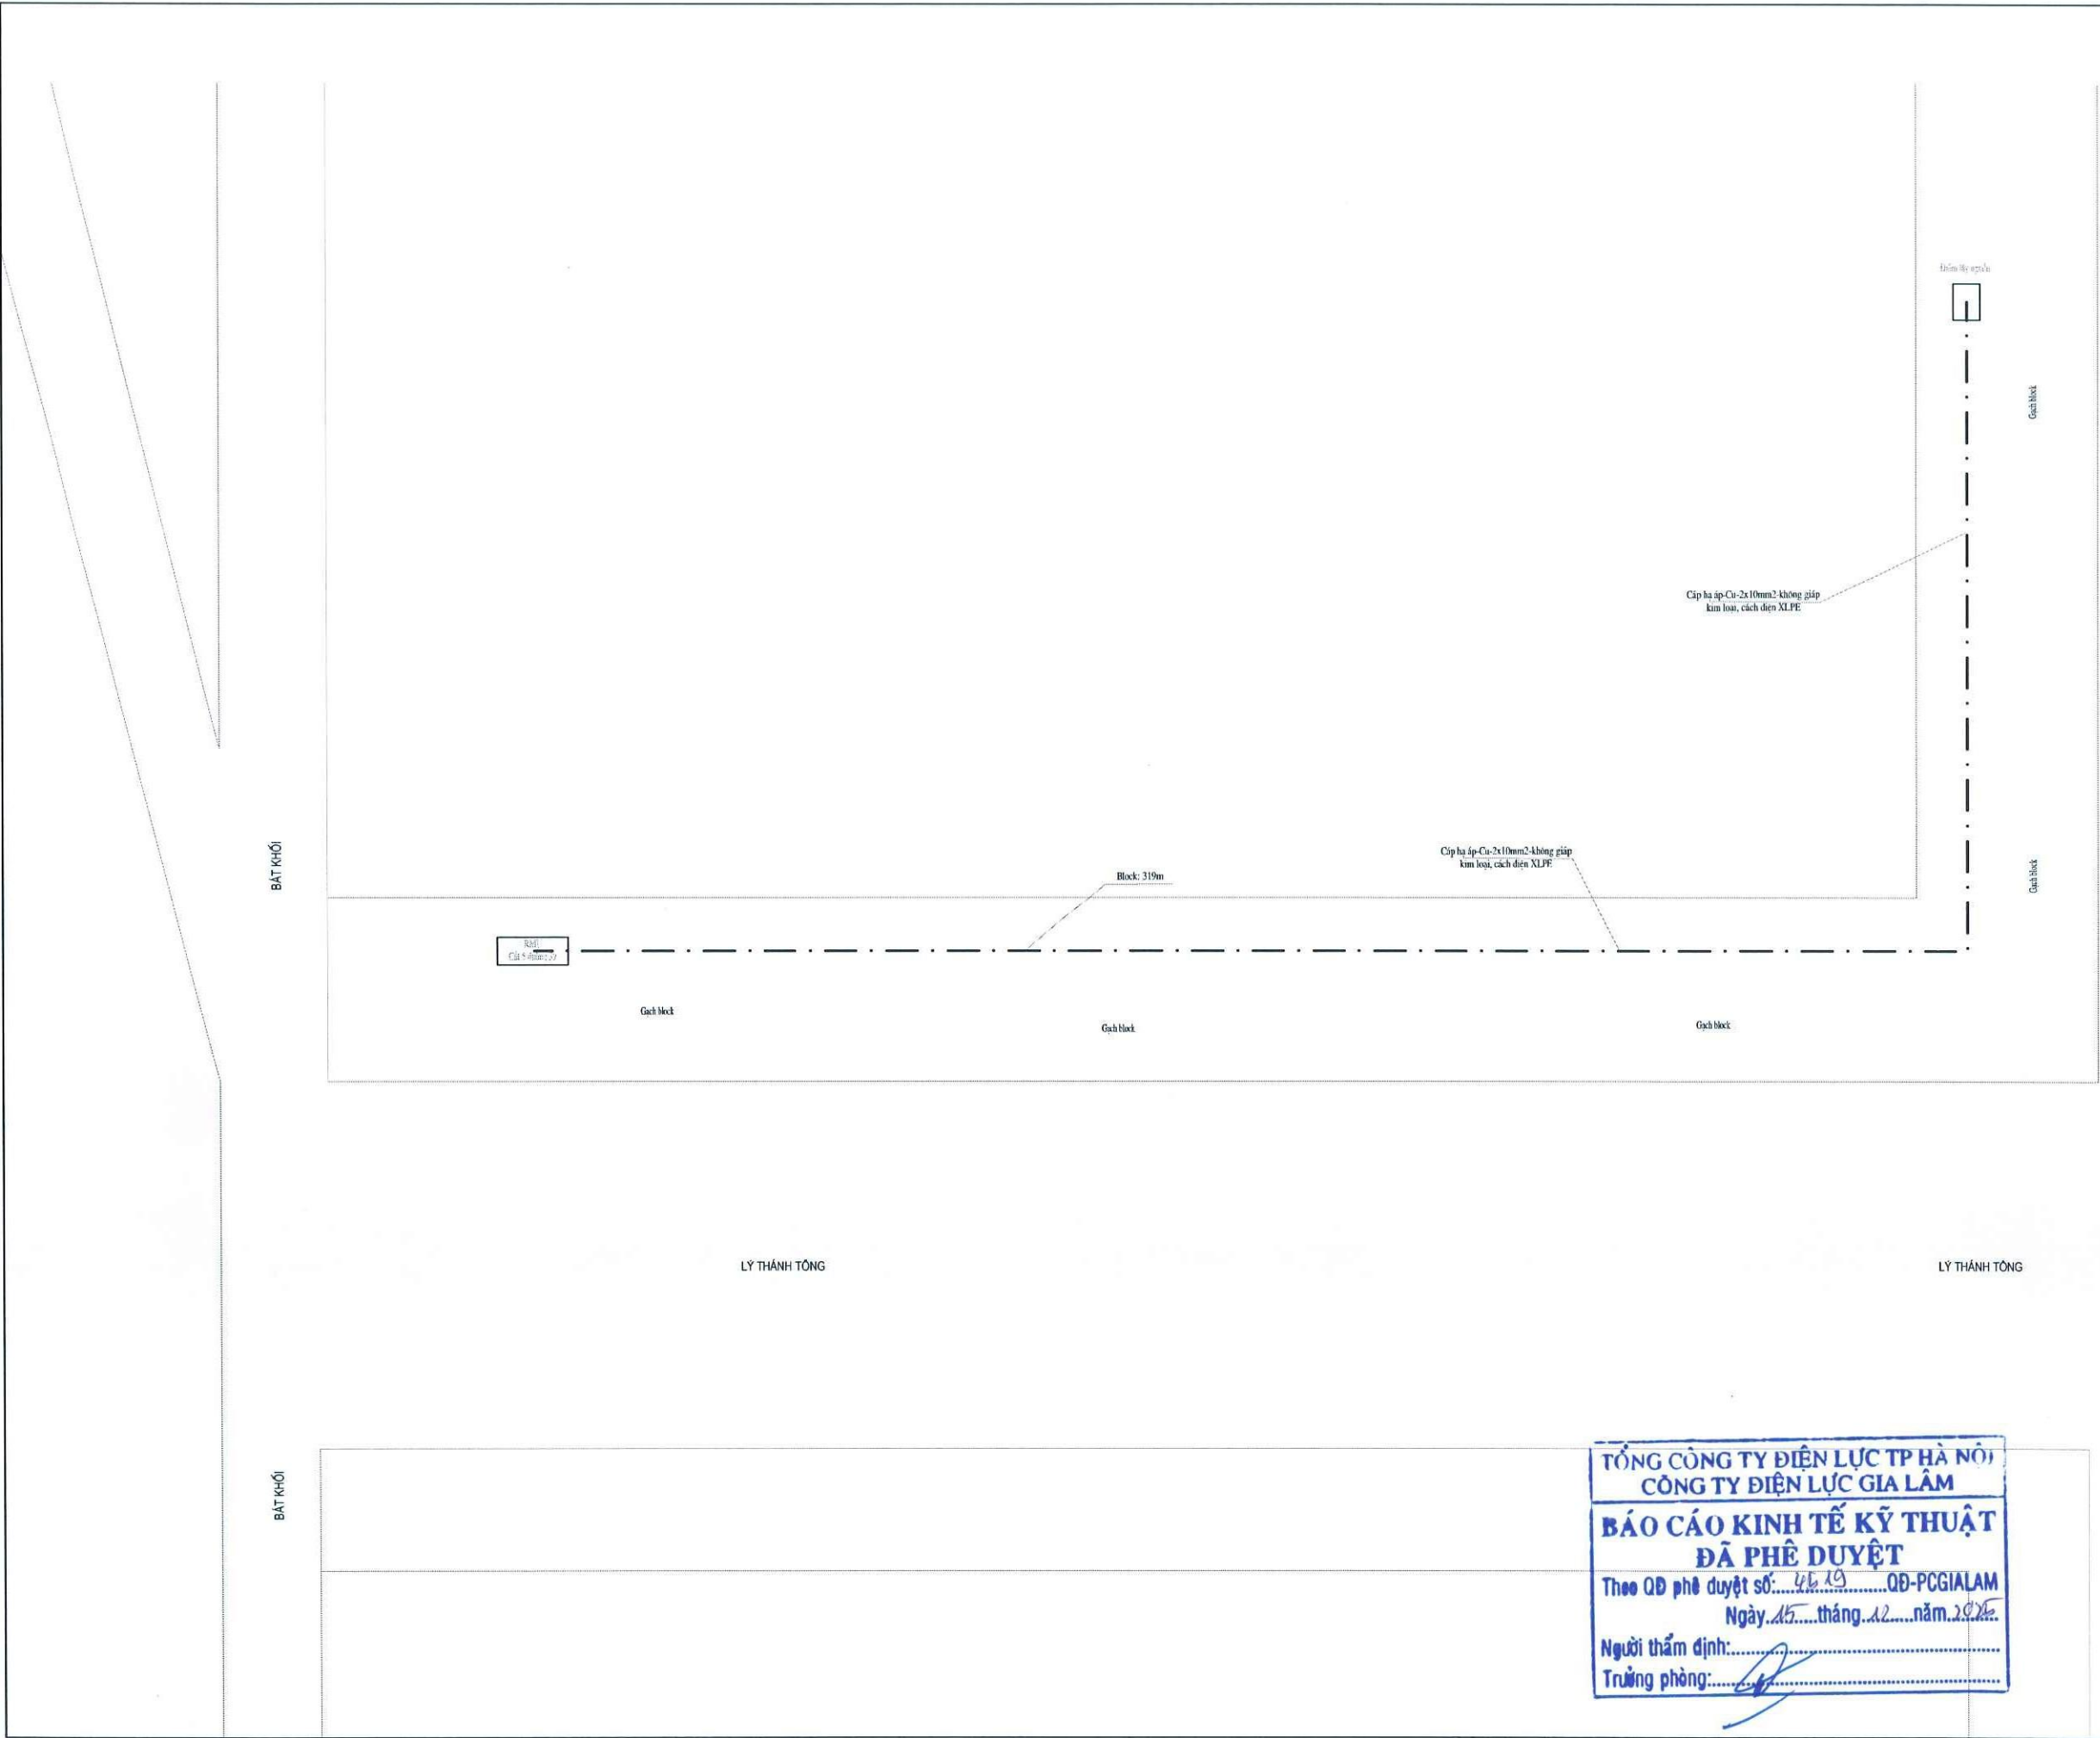 Điểm lấy nguồn
Gạch block
Cáp hạ áp-Cu-2x10mm2-không giáp
kim loại, cách điện XLPE
BÁT KHỐI
Cáp hạ áp-Cu-2x10mm2-không giáp
kim loại, cách điện XLPE
Block: 319m
Gạch block
RMU
Gạch block
Gạch block
Gạch block
LÝ THÁNH TÔNG
LÝ THÁNH TÔNG
BÁT KHỐI
TỔNG CÔNG TY ĐIỆN LỰC TP HÀ NỘI
CÔNG TY ĐIỆN LỰC GIA LÂM
BÁO CÁO KINH TẾ KỸ THUẬT
ĐÃ PHÊ DUYỆT
Theo QĐ phê duyệt số:.............QĐ-PCGIALAM
Ngày 15 tháng 12 năm 2025
Người thẩm định:
Trưởng phòng: